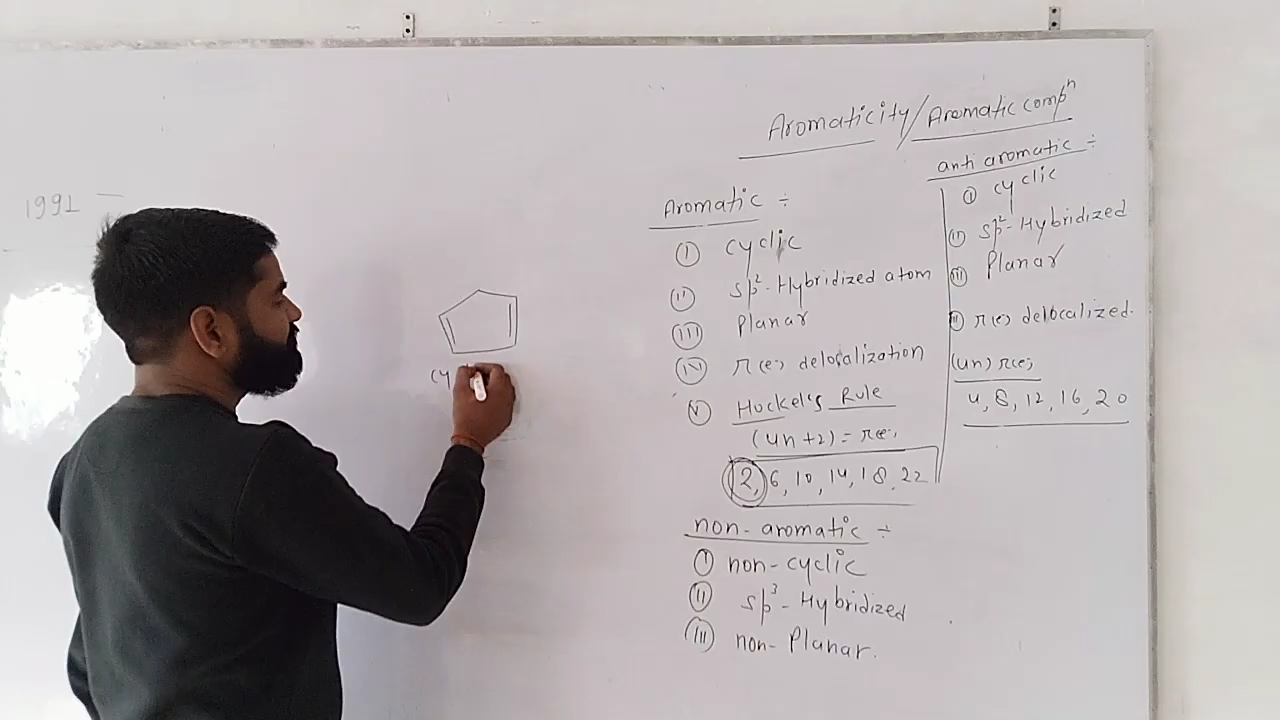 Aromaticity/Aromatic compⁿ
1991 —
Aromatic ÷
(I) cyclic
(II) sp²-Hybridized atom
(III) Planar
(IV) π(e-) delocalization
(V) Huckel's Rule
(4n+2) = πe-
2, 6, 10, 14, 18, 22
non-aromatic ÷
(I) non-cyclic
(II) sp³-Hybridized
(III) non-Planar.
anti aromatic ÷
(I) cyclic
(II) sp²-Hybridized
(III) Planar
π(e-) delocalized.
(4n) π(e-)
4, 8, 12, 16, 20
(cy